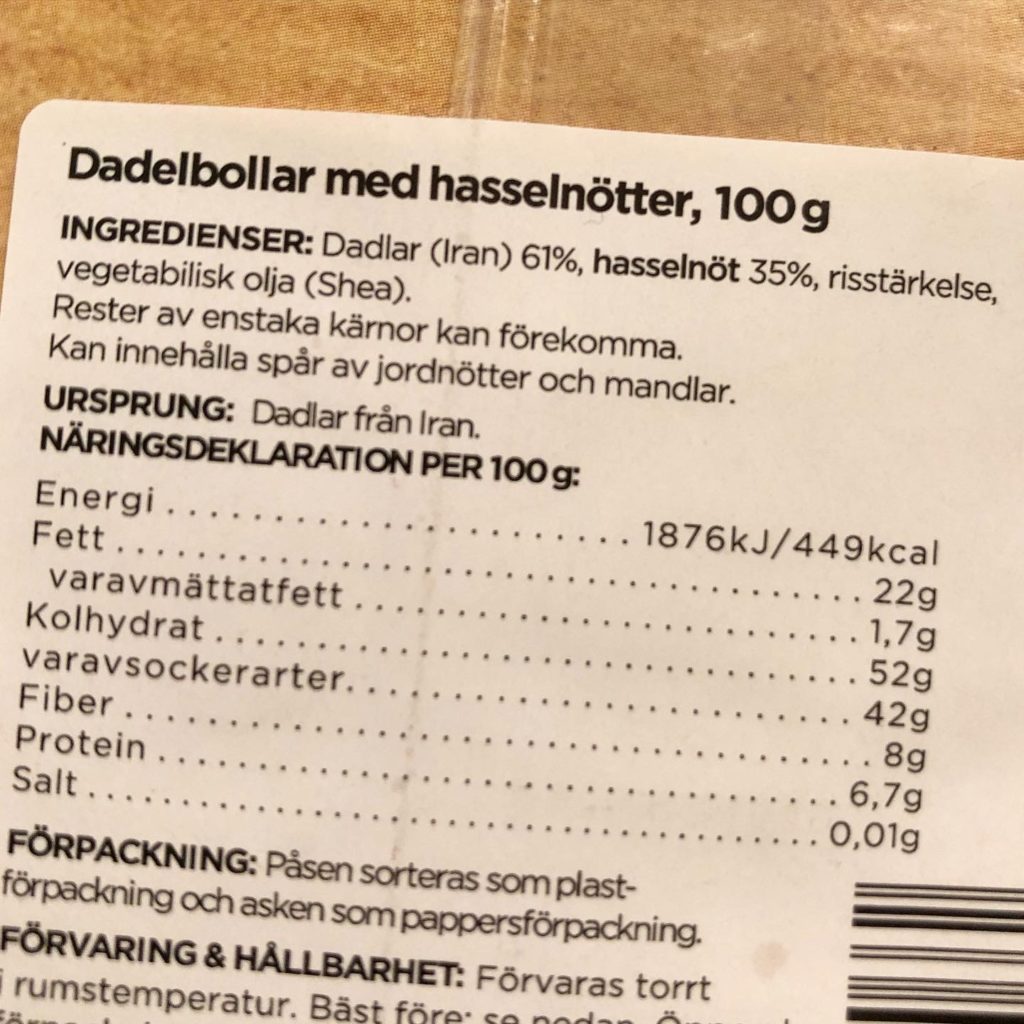 Dadelbollar med hasselnötter, 100 g
INGREDIENSER: Dadlar (Iran) 61%, hasselnöt 35%, risstärkelse,
vegetabilisk olja (Shea).
Rester av enstaka kärnor kan förekomma.
Kan innehålla spår av jordnötter och mandlar.
URSPRUNG: Dadlar från Iran.
NÄRINGSDEKLARATION PER 100 g:
Energi ........................ 1876kJ/449kcal
Fett ...................................... 22g
varavmättatfett .......................... 1,7g
Kolhydrat ................................. 52g
varavsockerarter. ......................... 42g
Fiber ...................................... 8g
Protein .................................. 6,7g
Salt .................................... 0,01g
FÖRPACKNING: Påsen sorteras som plast-
förpackning och asken som pappersförpackning.
FÖRVARING & HÅLLBARHET: Förvaras torrt
i rumstemperatur. Bäst före: se nedan